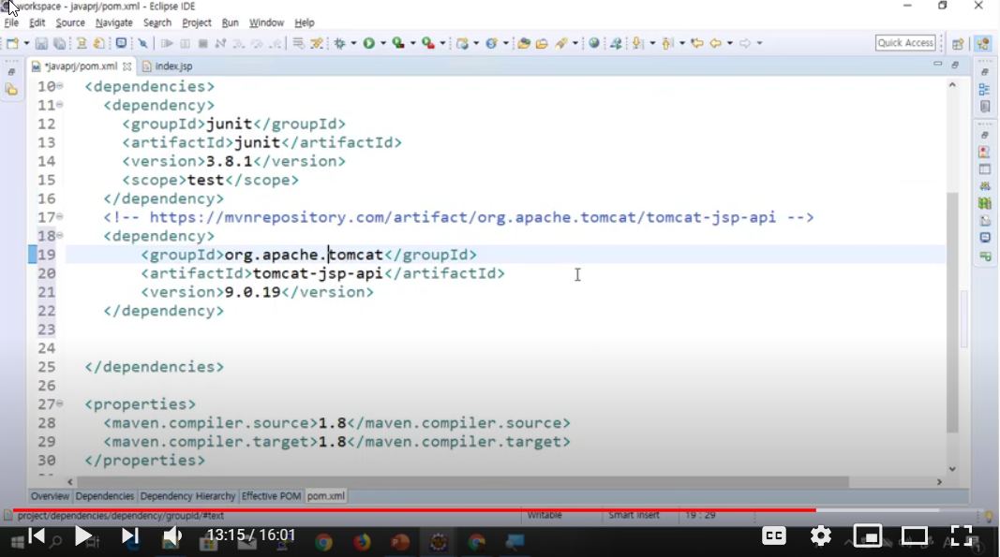 workspace - javaprj/pom.xml - Eclipse IDE
File Edit Source Navigate Search Project Run Window Help
Quick Access
*javaprj/pom.xml index.jsp
10 <dependencies>
11 <dependency>
12 <groupId>junit</groupId>
13 <artifactId>junit</artifactId>
14 <version>3.8.1</version>
15 <scope>test</scope>
16 </dependency>
17 <!-- https://mvnrepository.com/artifact/org.apache.tomcat/tomcat-jsp-api -->
18 <dependency>
19 <groupId>org.apache.tomcat</groupId>
20 <artifactId>tomcat-jsp-api</artifactId>
21 <version>9.0.19</version>
22 </dependency>
23
24
25 </dependencies>
26
27 <properties>
28 <maven.compiler.source>1.8</maven.compiler.source>
29 <maven.compiler.target>1.8</maven.compiler.target>
30 </properties>
Overview Dependencies Dependency Hierarchy Effective POM pom.xml
project/dependencies/dependency/groupId/#text Writable Smart Insert 19 : 29
13:15 / 16:01 CC